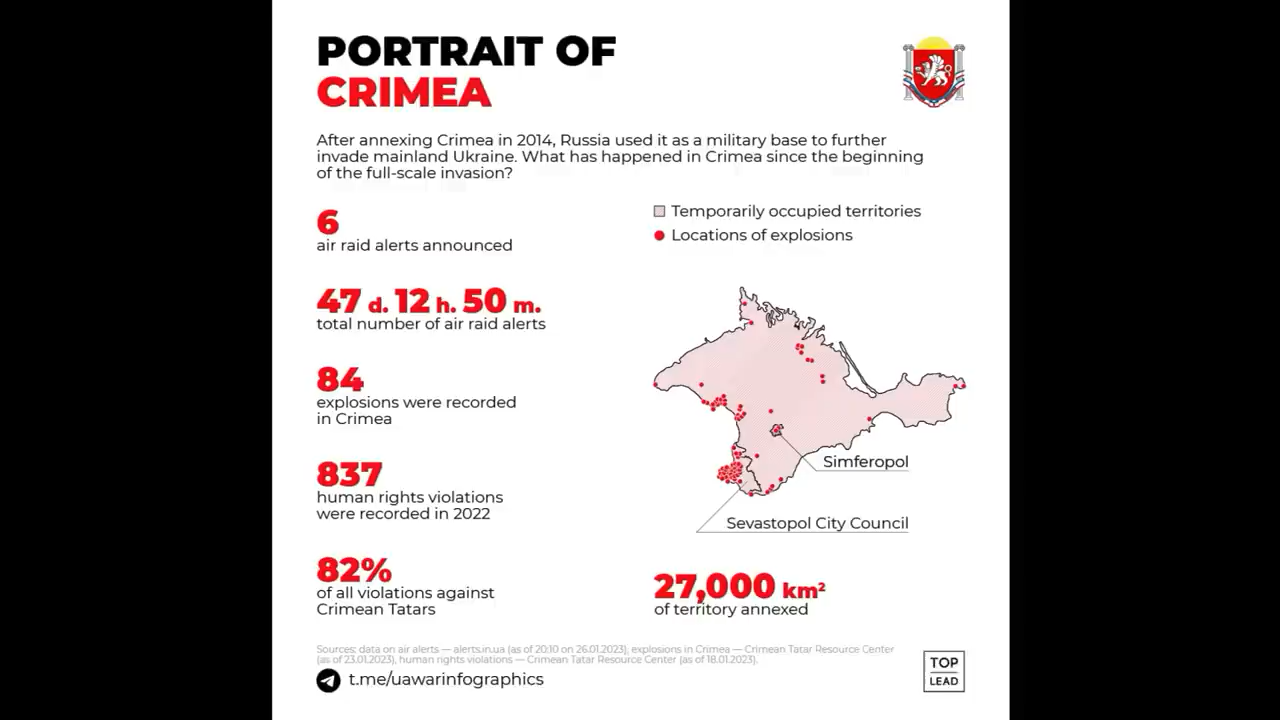 PORTRAIT OF
CRIMEA
After annexing Crimea in 2014, Russia used it as a military base to further
invade mainland Ukraine. What has happened in Crimea since the beginning
of the full-scale invasion?
6
air raid alerts announced
47 d. 12 h. 50 m.
total number of air raid alerts
84
explosions were recorded
in Crimea
837
human rights violations
were recorded in 2022
82%
of all violations against
Crimean Tatars
Temporarily occupied territories
Locations of explosions
Simferopol
Sevastopol City Council
27,000 km²
of territory annexed
Sources: data on air alerts — alerts.in.ua (as of 20:10 on 26.01.2023), explosions in Crimea — Crimean Tatar Resource Center
(as of 23.01.2023), human rights violations — Crimean Tatar Resource Center (as of 18.01.2023).
t.me/uawarinfographics
TOP
LEAD